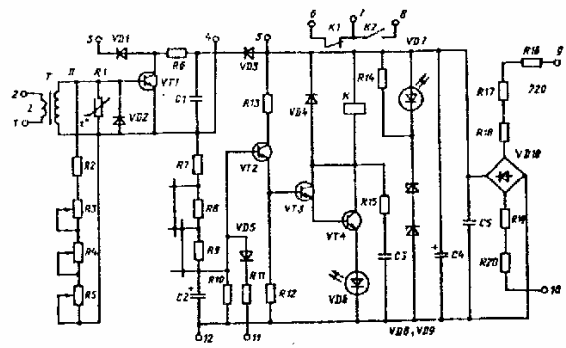 6 7 8
K1 K2
3 VD1 4 5 VD7 9
R6 R16
T II R1 VT1 VD3 R14 R17 220
R13
2 I C1 VD4 K
t° R18
1 VD2
VD10
R2 R7 VT2
R3 R8 VT3 R15
VD5 VT4 C5 R19
R4 R9
C3 C4
R5 C2 + R10 R11 R12 VD6 R20
10
12 11 VD8, VD9